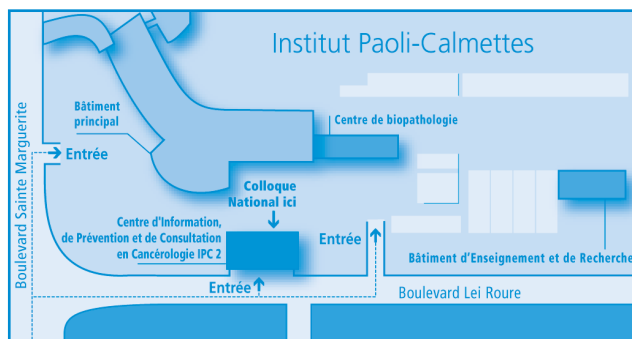 Institut Paoli-Calmettes
Bâtiment
principal
Centre de biopathologie
Boulevard Sainte Marguerite
Entrée
Colloque
National ici
Centre d'Information,
de Prévention et de Consultation
en Cancérologie IPC 2
Entrée
Bâtiment d'Enseignement et de Recherche
Entrée
Boulevard Lei Roure